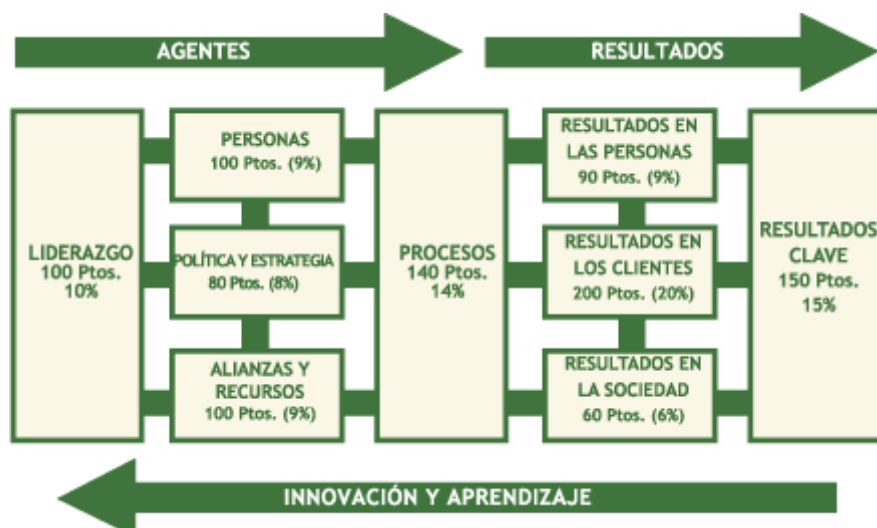 AGENTES
RESULTADOS
LIDERAZGO
100 Ptos.
10%
PERSONAS
100 Ptos. (9%)
POLÍTICA Y ESTRATEGIA
80 Ptos. (8%)
ALIANZAS Y
RECURSOS
100 Ptos. (9%)
PROCESOS
140 Ptos.
14%
RESULTADOS EN
LAS PERSONAS
90 Ptos. (9%)
RESULTADOS EN
LOS CLIENTES
200 Ptos. (20%)
RESULTADOS EN
LA SOCIEDAD
60 Ptos. (6%)
RESULTADOS
CLAVE
150 Ptos.
15%
INNOVACIÓN Y APRENDIZAJE